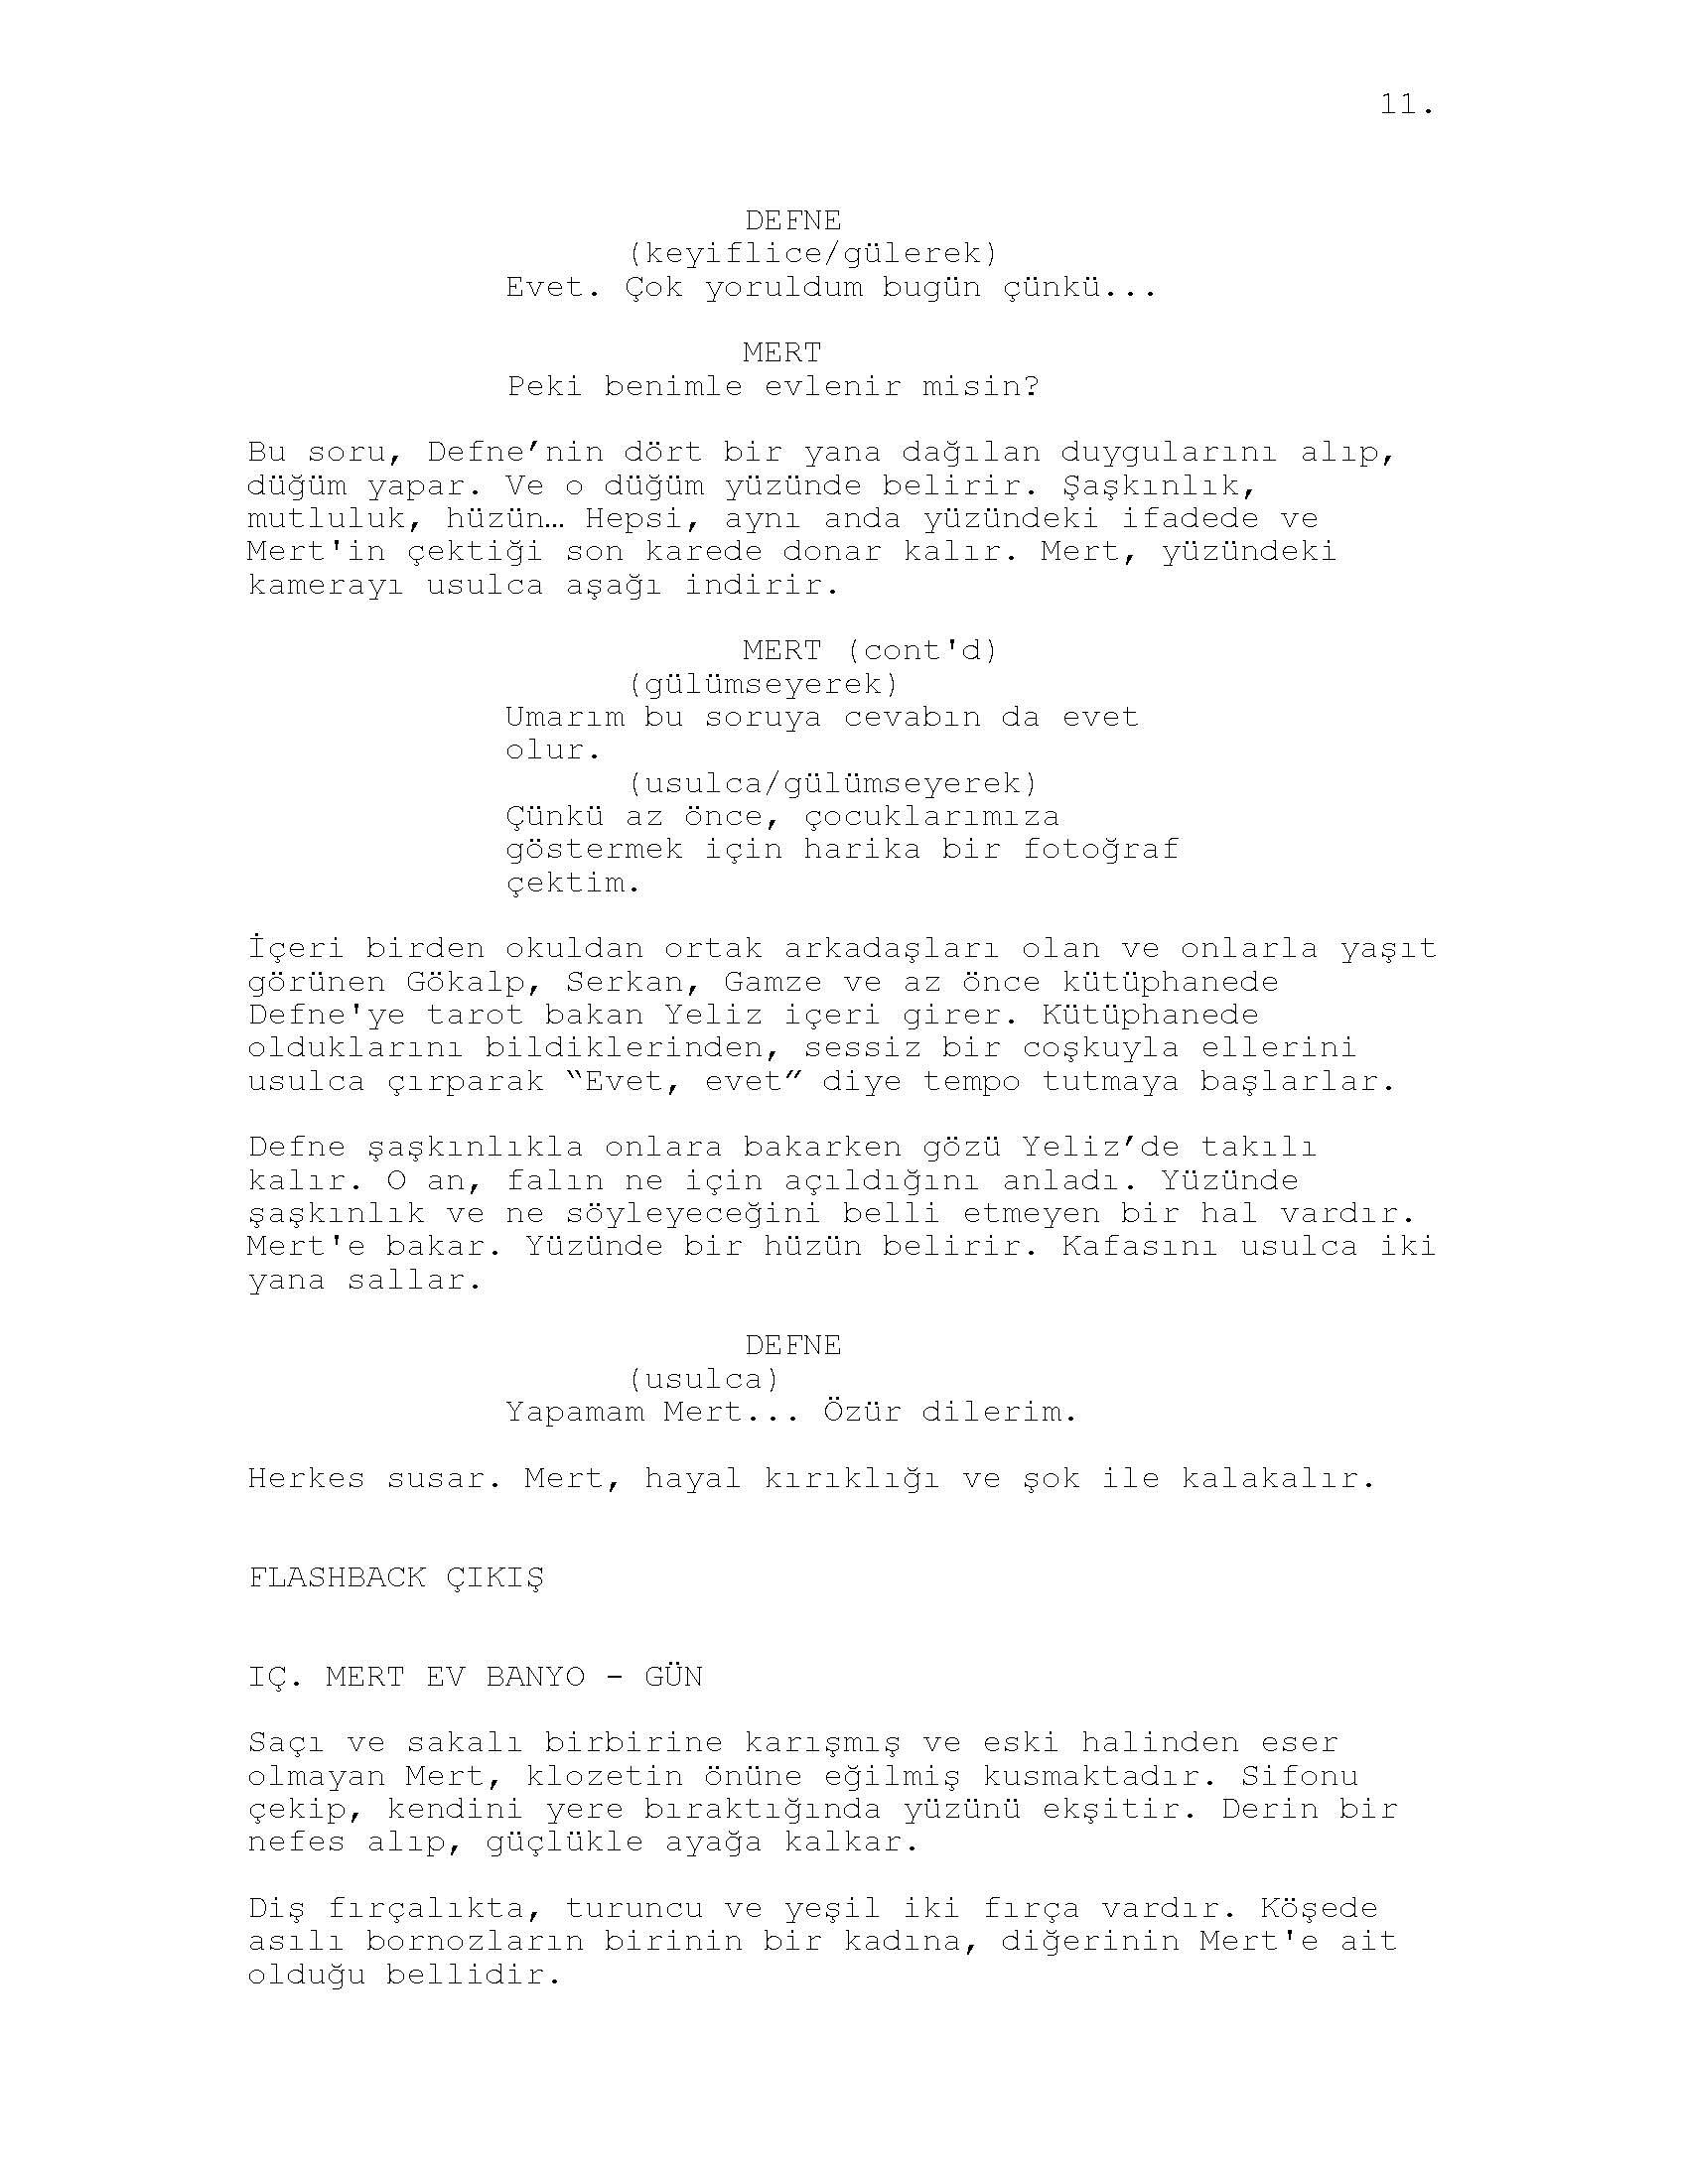 11.
DEFNE
(keyiflice/gülerek)
Evet. Çok yoruldum bugün çünkü...
MERT
Peki benimle evlenir misin?
Bu soru, Defne’nin dört bir yana dağılan duygularını alıp,
düğüm yapar. Ve o düğüm yüzünde belirir. Şaşkınlık,
mutluluk, hüzün… Hepsi, aynı anda yüzündeki ifadede ve
Mert'in çektiği son karede donar kalır. Mert, yüzündeki
kamerayı usulca aşağı indirir.
MERT (cont'd)
(gülümseyerek)
Umarım bu soruya cevabın da evet
olur.
(usulca/gülümseyerek)
Çünkü az önce, çocuklarımıza
göstermek için harika bir fotoğraf
çektim.
İçeri birden okuldan ortak arkadaşları olan ve onlarla yaşıt
görünen Gökalp, Serkan, Gamze ve az önce kütüphanede
Defne'ye tarot bakan Yeliz içeri girer. Kütüphanede
olduklarını bildiklerinden, sessiz bir coşkuyla ellerini
usulca çırparak “Evet, evet” diye tempo tutmaya başlarlar.
Defne şaşkınlıkla onlara bakarken gözü Yeliz’de takılı
kalır. O an, falın ne için açıldığını anladı. Yüzünde
şaşkınlık ve ne söyleyeceğini belli etmeyen bir hal vardır.
Mert'e bakar. Yüzünde bir hüzün belirir. Kafasını usulca iki
yana sallar.
DEFNE
(usulca)
Yapamam Mert... Özür dilerim.
Herkes susar. Mert, hayal kırıklığı ve şok ile kalakalır.
FLASHBACK ÇIKIŞ
IÇ. MERT EV BANYO - GÜN
Saçı ve sakalı birbirine karışmış ve eski halinden eser
olmayan Mert, klozetin önüne eğilmiş kusmaktadır. Sifonu
çekip, kendini yere bıraktığında yüzünü ekşitir. Derin bir
nefes alıp, güçlükle ayağa kalkar.
Diş fırçalıkta, turuncu ve yeşil iki fırça vardır. Köşede
asılı bornozların birinin bir kadına, diğerinin Mert'e ait
olduğu bellidir.